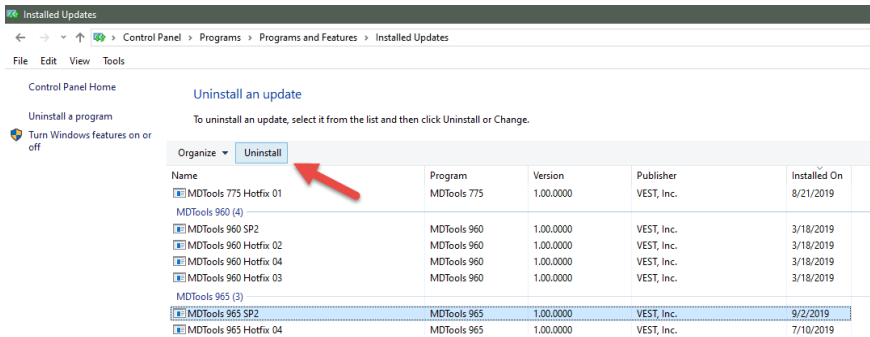 Installed Updates
Control Panel > Programs > Programs and Features > Installed Updates
File Edit View Tools
Control Panel Home
Uninstall a program
Turn Windows features on or off
Uninstall an update
To uninstall an update, select it from the list and then click Uninstall or Change.
Organize Uninstall
Name Program Version Publisher Installed On
MDTools 775 Hotfix 01 MDTools 775 1.00.0000 VEST, Inc. 8/21/2019
MDTools 960 (4)
MDTools 960 SP2 MDTools 960 1.00.0000 VEST, Inc. 3/18/2019
MDTools 960 Hotfix 02 MDTools 960 1.00.0000 VEST, Inc. 3/18/2019
MDTools 960 Hotfix 04 MDTools 960 1.00.0000 VEST, Inc. 3/18/2019
MDTools 960 Hotfix 03 MDTools 960 1.00.0000 VEST, Inc. 3/18/2019
MDTools 965 (3)
MDTools 965 SP2 MDTools 965 1.00.0000 VEST, Inc. 9/2/2019
MDTools 965 Hotfix 04 MDTools 965 1.00.0000 VEST, Inc. 7/10/2019